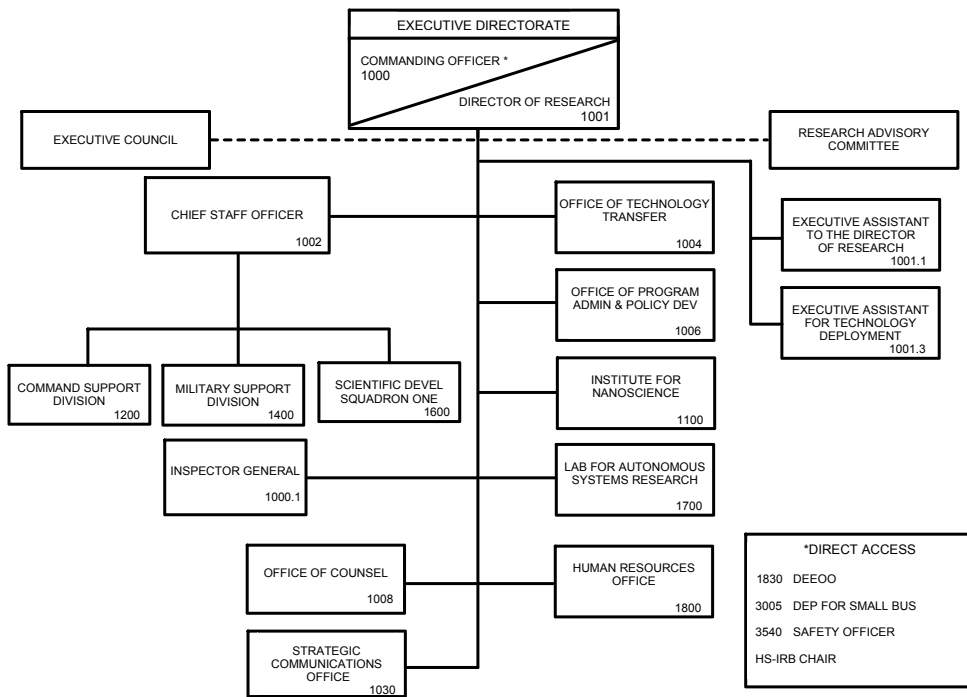 EXECUTIVE DIRECTORATE
COMMANDING OFFICER *
1000
DIRECTOR OF RESEARCH
1001
EXECUTIVE COUNCIL
RESEARCH ADVISORY
COMMITTEE
CHIEF STAFF OFFICER
1002
OFFICE OF TECHNOLOGY
TRANSFER
1004
EXECUTIVE ASSISTANT
TO THE DIRECTOR
OF RESEARCH
1001.1
OFFICE OF PROGRAM
ADMIN & POLICY DEV
1006
EXECUTIVE ASSISTANT
FOR TECHNOLOGY
DEPLOYMENT
1001.3
COMMAND SUPPORT
DIVISION
1200
MILITARY SUPPORT
DIVISION
1400
SCIENTIFIC DEVEL
SQUADRON ONE
1600
INSTITUTE FOR
NANOSCIENCE
1100
INSPECTOR GENERAL
1000.1
LAB FOR AUTONOMOUS
SYSTEMS RESEARCH
1700
OFFICE OF COUNSEL
1008
HUMAN RESOURCES
OFFICE
1800
STRATEGIC
COMMUNICATIONS
OFFICE
1030
*DIRECT ACCESS
1830 DEEOO
3005 DEP FOR SMALL BUS
3540 SAFETY OFFICER
HS-IRB CHAIR